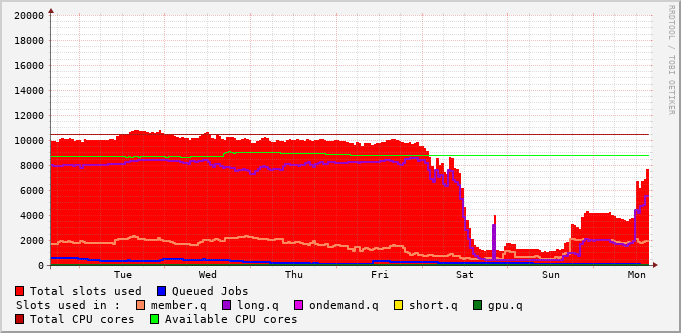 RRDTOOL / TOBI OETIKER
20000
18000
16000
14000
12000
10000
8000
6000
4000
2000
0
Tue Wed Thu Fri Sat Sun Mon
Total slots used Queued Jobs
Slots used in : member.q long.q ondemand.q short.q gpu.q
Total CPU cores Available CPU cores